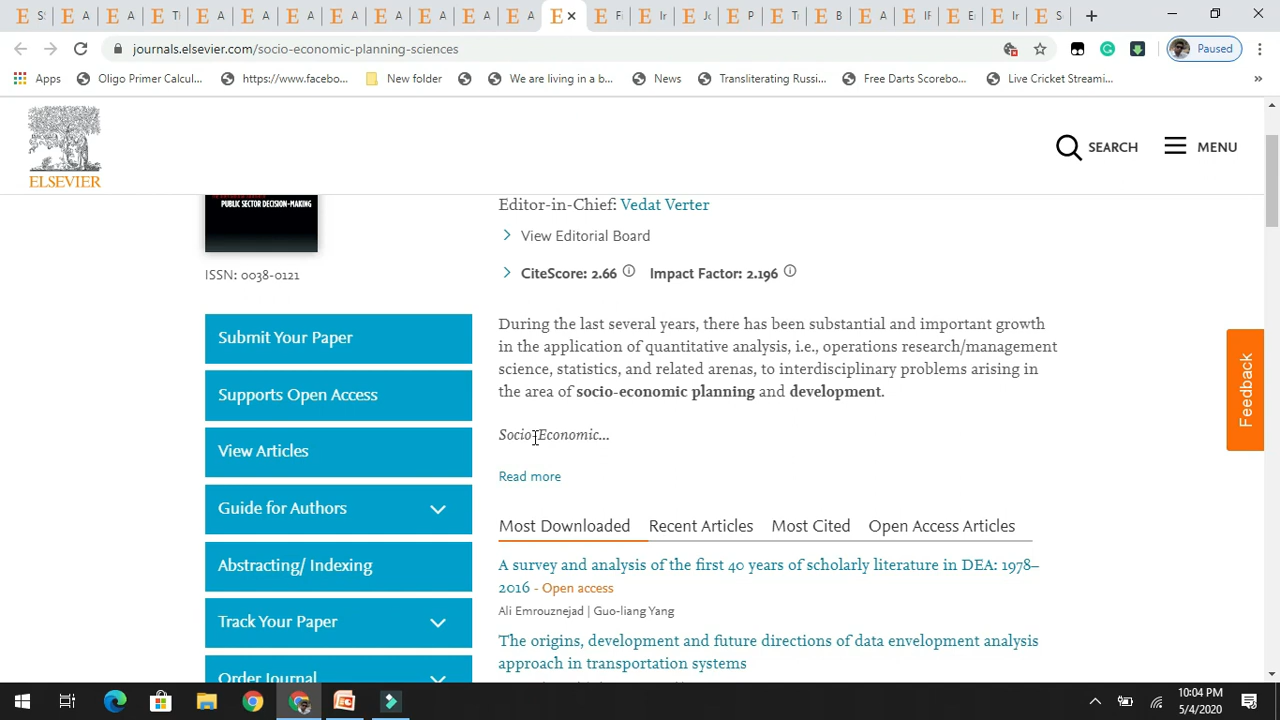 S
A
A
Tl
A
A
A
A
A
A
A
A
F
Ir
Jo
P
Ti
B
A
IF
E
Ir
S
journals.elsevier.com/socio-economic-planning-sciences
Paused
Apps
Oligo Primer Calcul...
https://www.facebo...
New folder
We are living in a b...
News
Transliterating Russi...
Free Darts Scorebo...
Live Cricket Streami...
»
ELSEVIER
SEARCH
MENU
PUBLIC SECTOR DECISION-MAKING
ISSN: 0038-0121
Submit Your Paper
Supports Open Access
View Articles
Guide for Authors
Abstracting/ Indexing
Track Your Paper
Order Journal
Editor-in-Chief: Vedat Verter
View Editorial Board
CiteScore: 2.66 Impact Factor: 2.196
During the last several years, there has been substantial and important growth
in the application of quantitative analysis, i.e., operations research/management
science, statistics, and related arenas, to interdisciplinary problems arising in
the area of socio-economic planning and development.
Socio-Economic...
Read more
Most Downloaded Recent Articles Most Cited Open Access Articles
A survey and analysis of the first 40 years of scholarly literature in DEA: 1978–
2016 - Open access
Ali Emrouznejad | Guo-liang Yang
The origins, development and future directions of data envelopment analysis
approach in transportation systems
Feedback
10:04 PM
5/4/2020